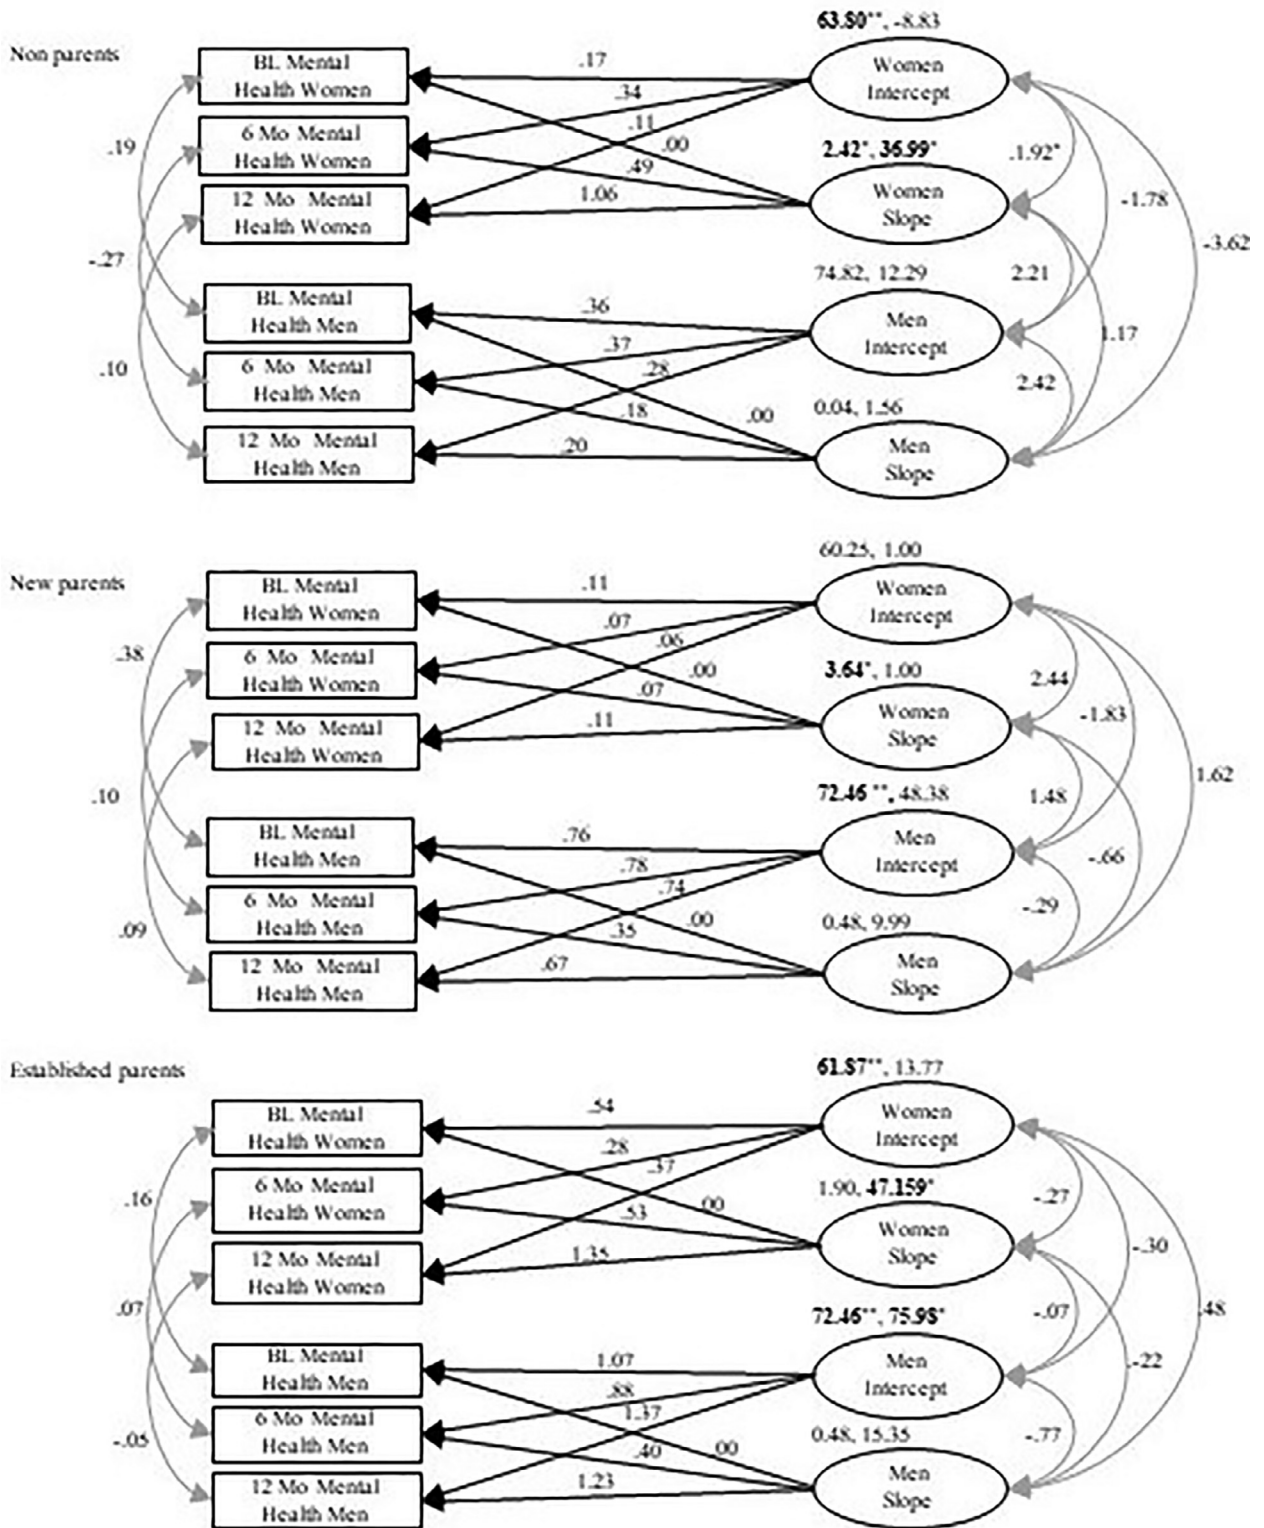 63.80**, -8.83
Non parents
BL Mental
Health Women
.17
Women
Intercept
.34
6 Mo Mental
Health Women
.11
.00
.19
2.42*, 36.99*
.1.92*
.49
12 Mo Mental
Health Women
1.06
Women
Slope
-1.78
-3.62
-.27
74.82, 12.29
2.21
BL Mental
Health Men
.36
Men
Intercept
.37
1.17
6 Mo Mental
Health Men
.28
.10
2.42
.18
.00
0.04, 1.56
12 Mo Mental
Health Men
.20
Men
Slope
60.25, 1.00
New parents
BL Mental
Health Women
.11
Women
Intercept
.07
.06
.38
6 Mo Mental
Health Women
.00
3.64*, 1.00
2.44
.07
-1.83
12 Mo Mental
Health Women
.11
Women
Slope
1.62
.10
72.46 **, 48.38
1.48
BL Mental
Health Men
.76
Men
Intercept
.78
-.66
.74
6 Mo Mental
Health Men
-.29
.00
0.48, 9.99
.35
.09
12 Mo Mental
Health Men
.67
Men
Slope
61.87**, 13.77
Established parents
BL Mental
Health Women
.54
Women
Intercept
.28
.37
6 Mo Mental
Health Women
1.90, 47.159*
.16
-.27
.00
.53
12 Mo Mental
Health Women
1.35
Women
Slope
-.30
.07
72.46**, 75.98*
-.07
.48
BL Mental
Health Men
1.07
Men
Intercept
-.22
.88
1.37
6 Mo Mental
Health Men
0.48, 15.35
-.77
-.05
.40
.00
12 Mo Mental
Health Men
1.23
Men
Slope